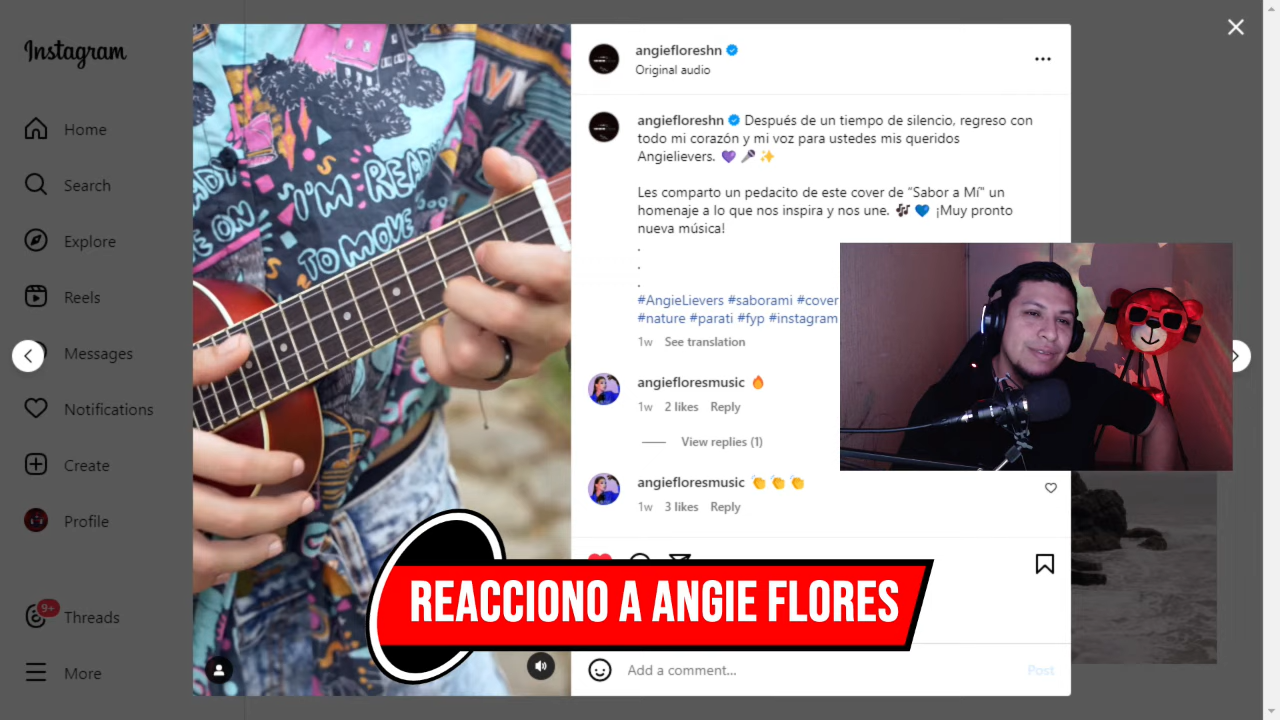 Instagram
Home
Search
Explore
Reels
Messages
Notifications
Create
Profile
9+
Threads
More
I'M READY
TO MOVE
angiefloreshn
Original audio
angiefloreshn Después de un tiempo de silencio, regreso con
todo mi corazón y mi voz para ustedes mis queridos
Angielievers. 💜 🎤 ✨
Les comparto un pedacito de este cover de "Sabor a Mí" un
homenaje a lo que nos inspira y nos une. 🎶 💙 ¡Muy pronto
nueva música!
.
.
.
#AngieLievers #saborami #cover
#nature #parati #fyp #instagram
1w See translation
angiefloresmusic 🔥
1w 2 likes Reply
View replies (1)
angiefloresmusic 👏 👏 👏
1w 3 likes Reply
REACCIONO A ANGIE FLORES
Add a comment...
Post